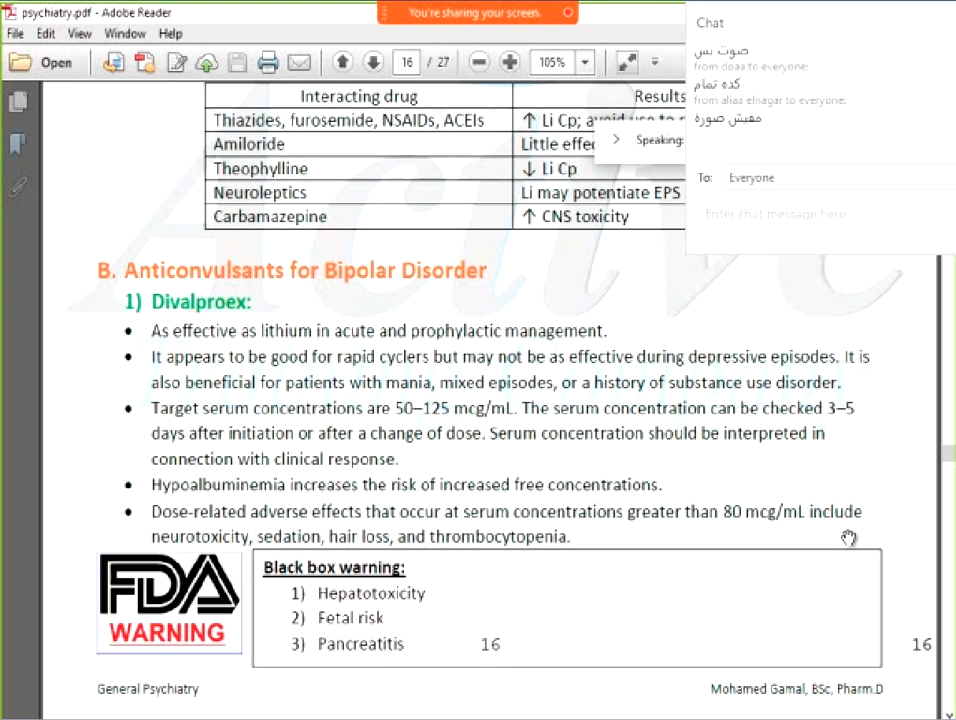 psychiatry.pdf - Adobe Reader
You're sharing your screen.
File Edit View Window Help
Open
16 / 27
105%
Chat
صوت بس
from doaa to everyone:
كده تمام
from aliaa elnagar to everyone:
مفيش صورة
Speaking:
To: Everyone
Enter chat message here
Interacting drug Results
Thiazides, furosemide, NSAIDs, ACEIs ↑ Li Cp; avoid use to
Amiloride Little effec
Theophylline ↓ Li Cp
Neuroleptics Li may potentiate EPS
Carbamazepine ↑ CNS toxicity
B. Anticonvulsants for Bipolar Disorder
1) Divalproex:
• As effective as lithium in acute and prophylactic management.
• It appears to be good for rapid cyclers but may not be as effective during depressive episodes. It is
also beneficial for patients with mania, mixed episodes, or a history of substance use disorder.
• Target serum concentrations are 50–125 mcg/mL. The serum concentration can be checked 3–5
days after initiation or after a change of dose. Serum concentration should be interpreted in
connection with clinical response.
• Hypoalbuminemia increases the risk of increased free concentrations.
• Dose-related adverse effects that occur at serum concentrations greater than 80 mcg/mL include
neurotoxicity, sedation, hair loss, and thrombocytopenia.
FDA
WARNING
Black box warning:
1) Hepatotoxicity
2) Fetal risk
3) Pancreatitis
16
16
General Psychiatry
Mohamed Gamal, BSc, Pharm.D